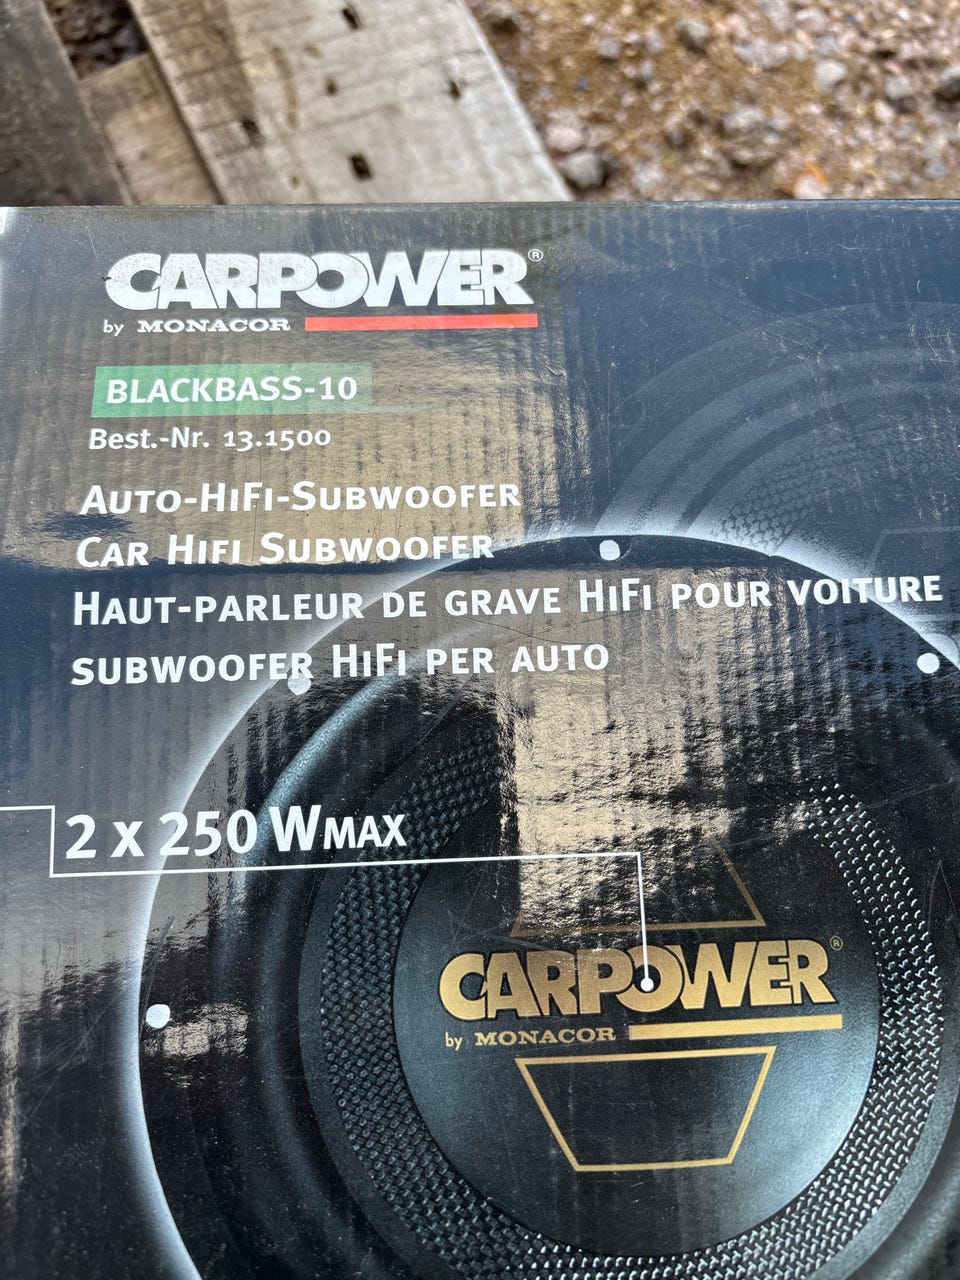 CARPOWER®
by MONACOR
BLACKBASS-10
Best.-Nr. 13.1500
AUTO-HIFI-SUBWOOFER
CAR HIFI SUBWOOFER
HAUT-PARLEUR DE GRAVE HIFI POUR VOITURE
SUBWOOFER HIFI PER AUTO
2 x 250 WMAX
CARPOWER®
by MONACOR